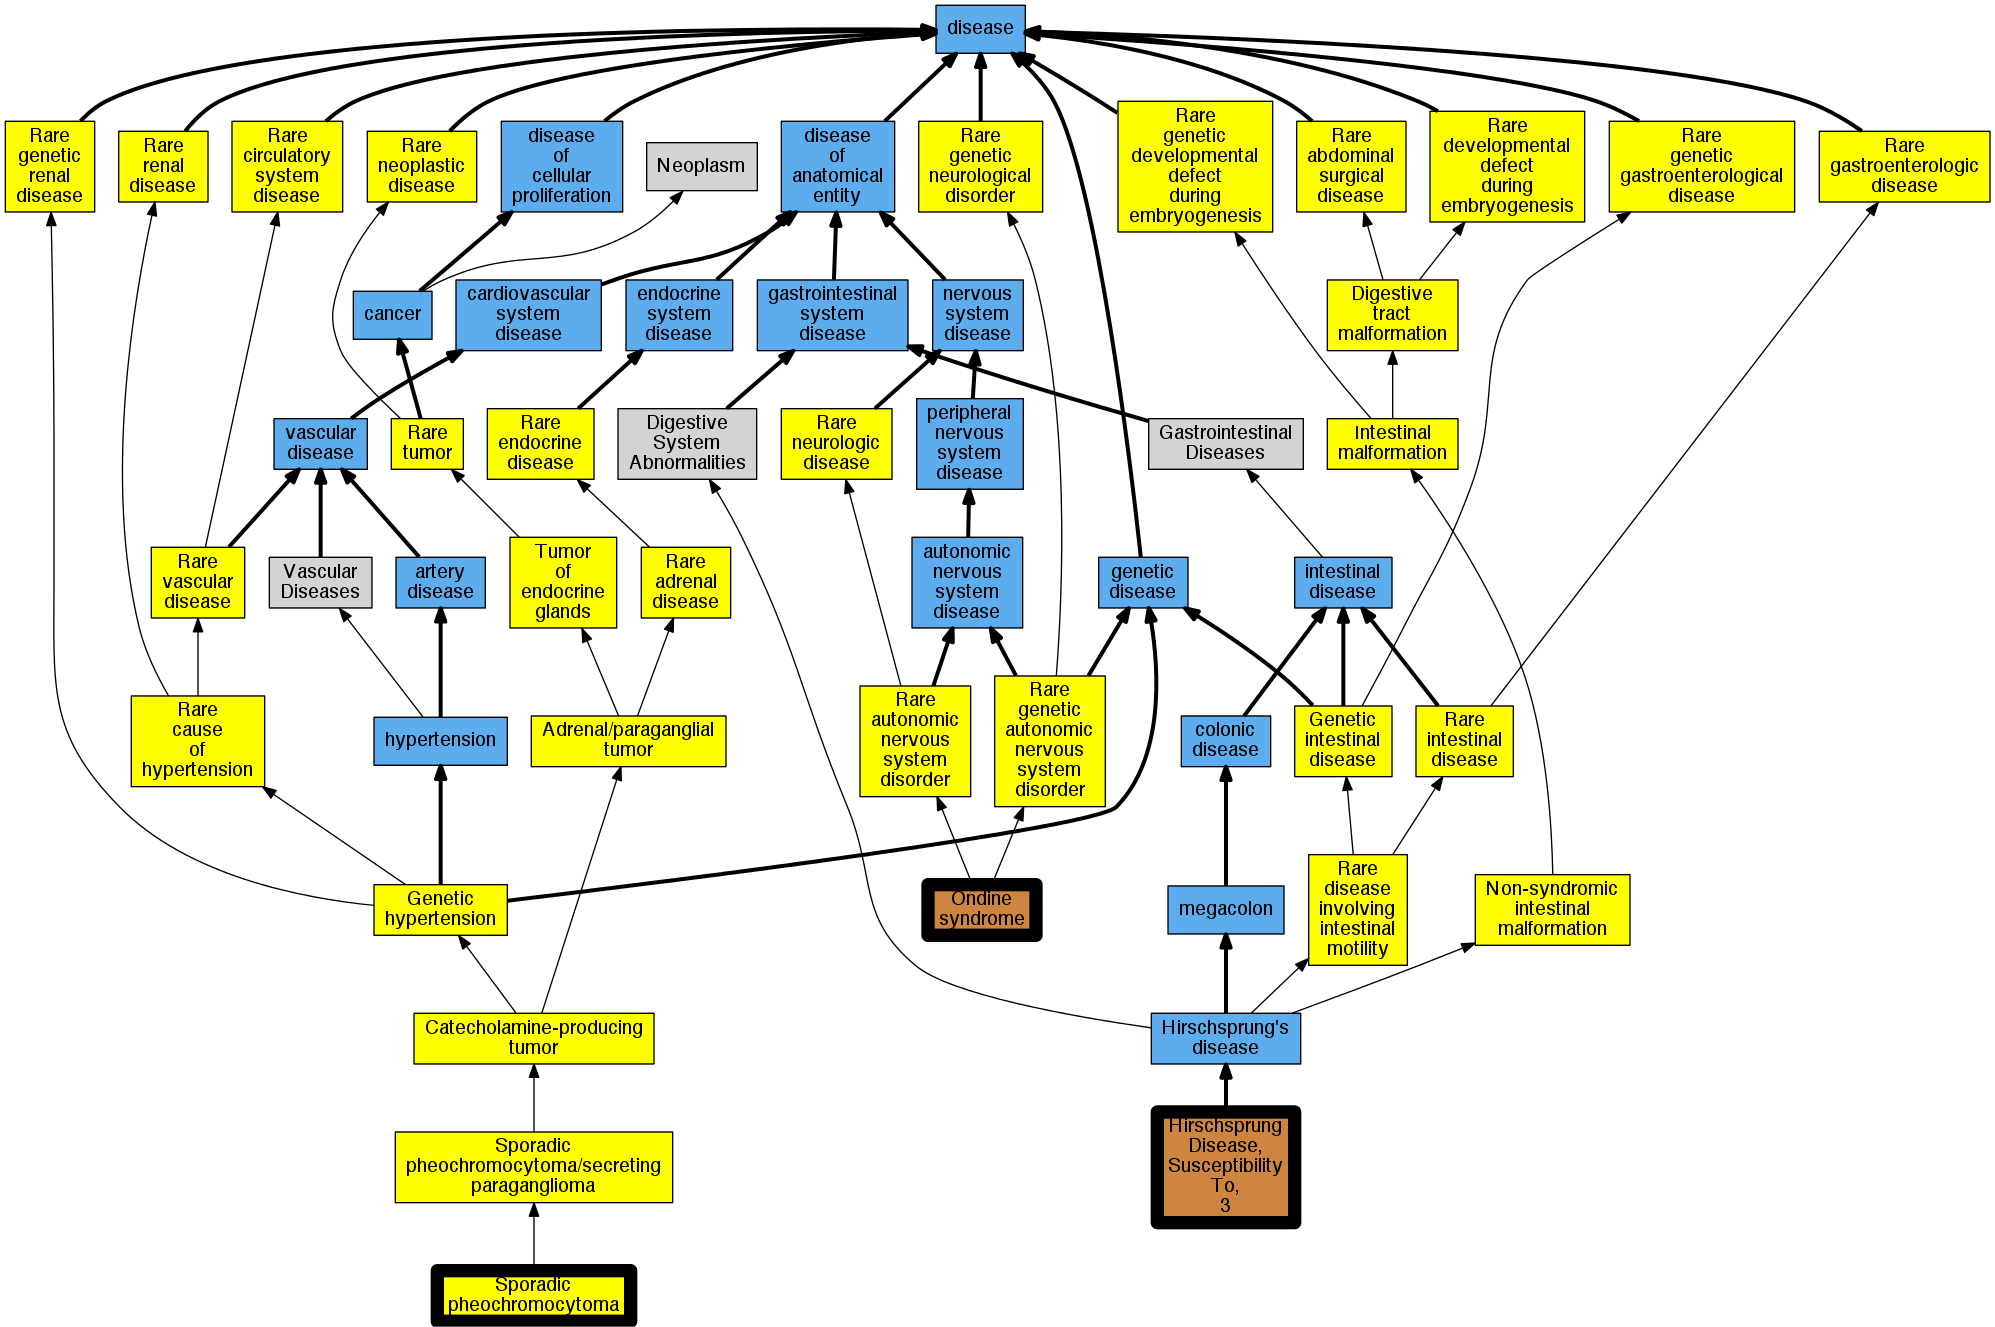 disease
Rare
genetic
renal
disease
Rare
renal
disease
Rare
circulatory
system
disease
Rare
neoplastic
disease
disease
of
cellular
proliferation
Neoplasm
disease
of
anatomical
entity
Rare
genetic
neurological
disorder
Rare
genetic
developmental
defect
during
embryogenesis
Rare
abdominal
surgical
disease
Rare
developmental
defect
during
embryogenesis
Rare
genetic
gastroenterological
disease
Rare
gastroenterologic
disease
cancer
cardiovascular
system
disease
endocrine
system
disease
gastrointestinal
system
disease
nervous
system
disease
Digestive
tract
malformation
vascular
disease
Rare
tumor
Rare
endocrine
disease
Digestive
System
Abnormalities
Rare
neurologic
disease
peripheral
nervous
system
disease
Gastrointestinal
Diseases
Intestinal
malformation
Rare
vascular
disease
Vascular
Diseases
artery
disease
Tumor
of
endocrine
glands
Rare
adrenal
disease
autonomic
nervous
system
disease
genetic
disease
intestinal
disease
Rare
cause
of
hypertension
hypertension
Adrenal/paraganglial
tumor
Rare
autonomic
nervous
system
disorder
Rare
genetic
autonomic
nervous
system
disorder
colonic
disease
Genetic
intestinal
disease
Rare
intestinal
disease
Genetic
hypertension
Ondine
syndrome
megacolon
Rare
disease
involving
intestinal
motility
Non-syndromic
intestinal
malformation
Catecholamine-producing
tumor
Hirschsprung's
disease
Sporadic
pheochromocytoma/secreting
paraganglioma
Hirschsprung
Disease,
Susceptibility
To,
3
Sporadic
pheochromocytoma